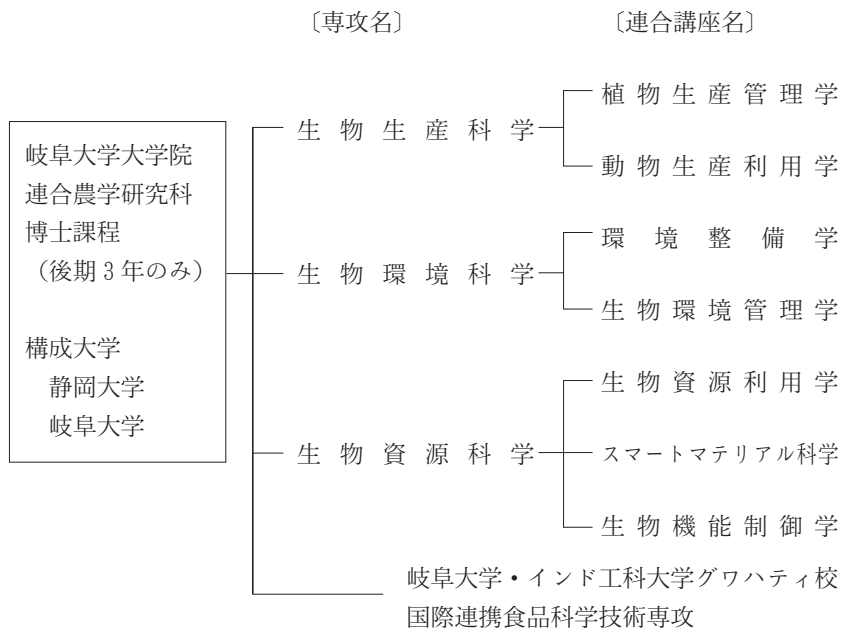 〔専攻名〕
〔連合講座名〕
岐阜大学大学院
連合農学研究科
博士課程
（後期3年のみ）
構成大学
静岡大学
岐阜大学
生物生産科学
植物生産管理学
動物生産利用学
生物環境科学
環境整備学
生物環境管理学
生物資源科学
生物資源利用学
スマートマテリアル科学
生物機能制御学
岐阜大学・インド工科大学グワハティ校
国際連携食品科学技術専攻